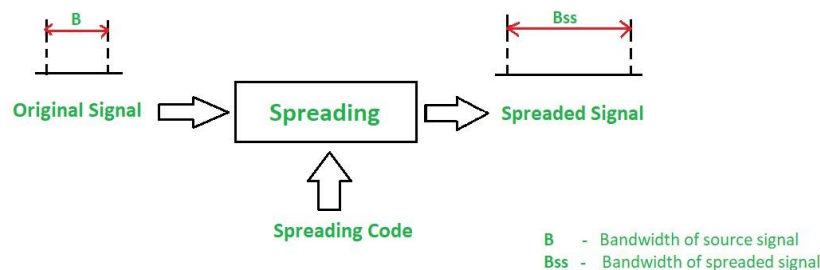 B
Bss
Original Signal
Spreading
Spreaded Signal
Spreading Code
B - Bandwidth of source signal
Bss - Bandwidth of spreaded signal